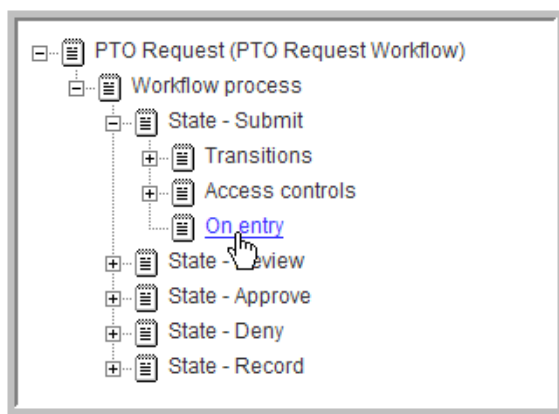 PTO Request (PTO Request Workflow)
Workflow process
State - Submit
Transitions
Access controls
On entry
State - Review
State - Approve
State - Deny
State - Record